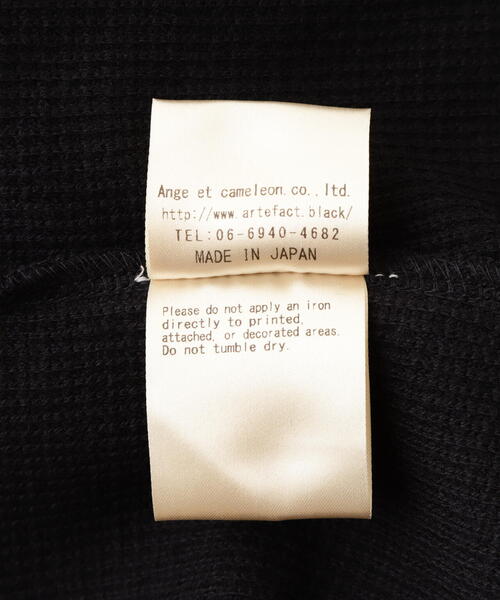 Ange et cameleon.co.,ltd.
http://www.artefact.black/
TEL:06-6940-4682
MADE IN JAPAN
Please do not apply an iron
directly to printed,
attached, or decorated areas.
Do not tumble dry.